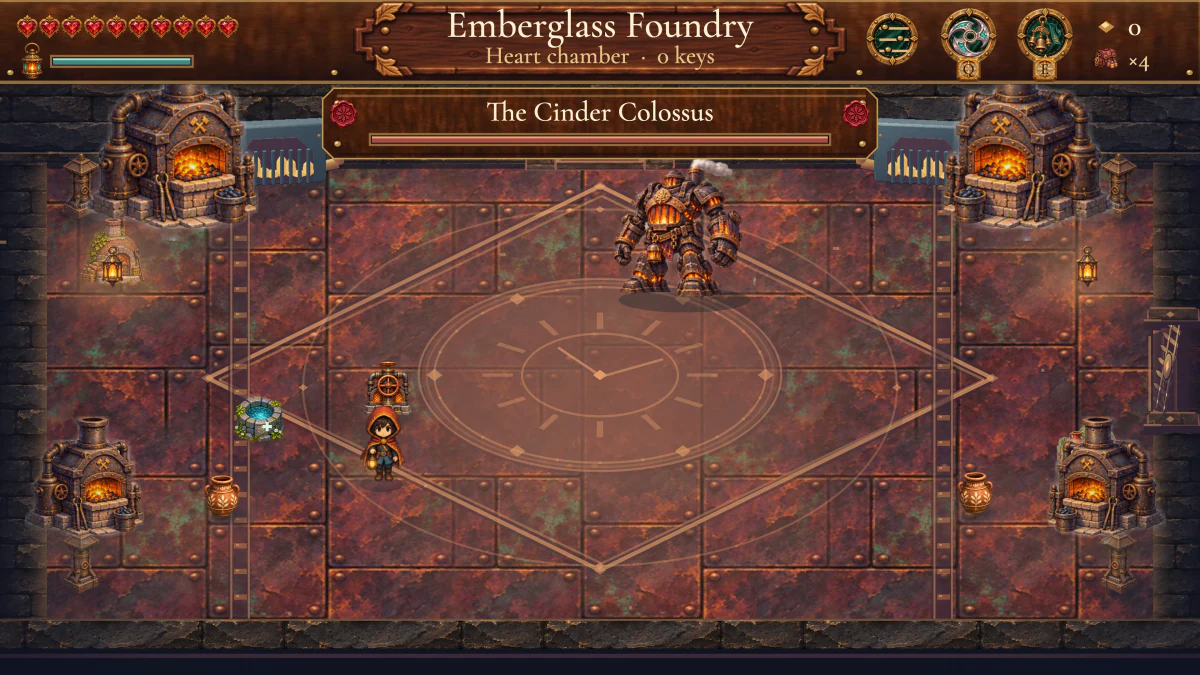 Emberglass Foundry
Heart chamber · 0 keys
0
×4
Q
E
The Cinder Colossus